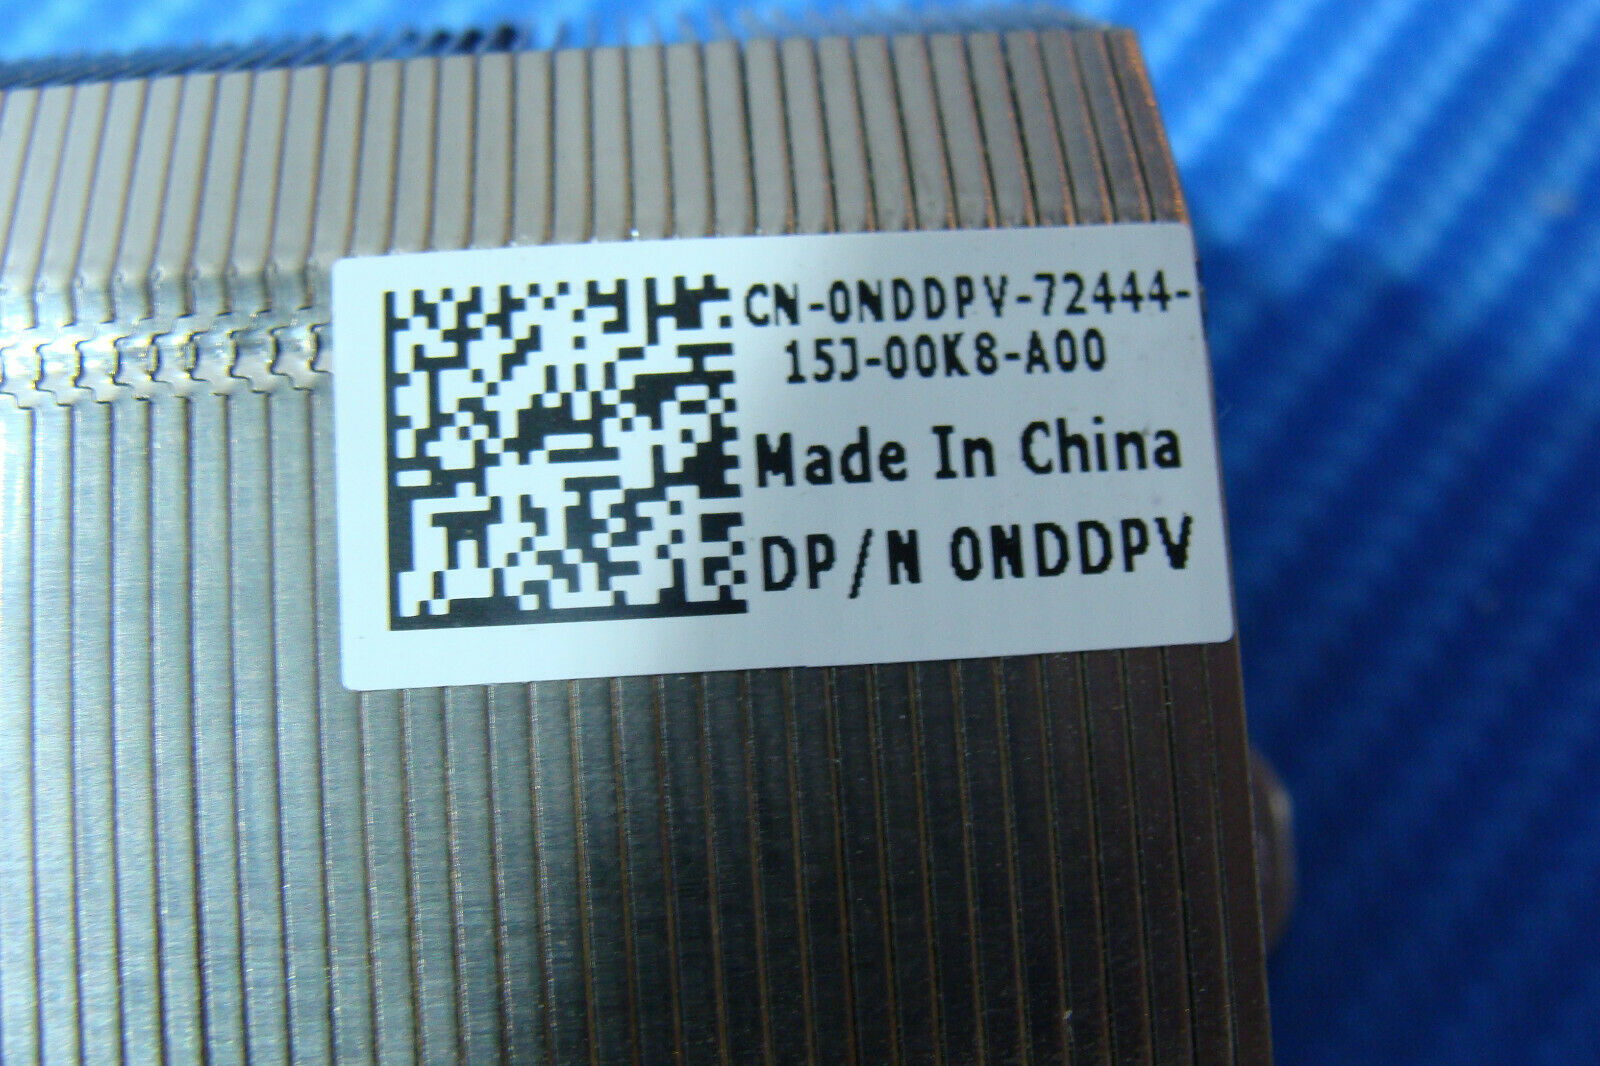 CN-0NDDPV-72444-
15J-00K8-A00
Made In China
DP/N 0NDDPV